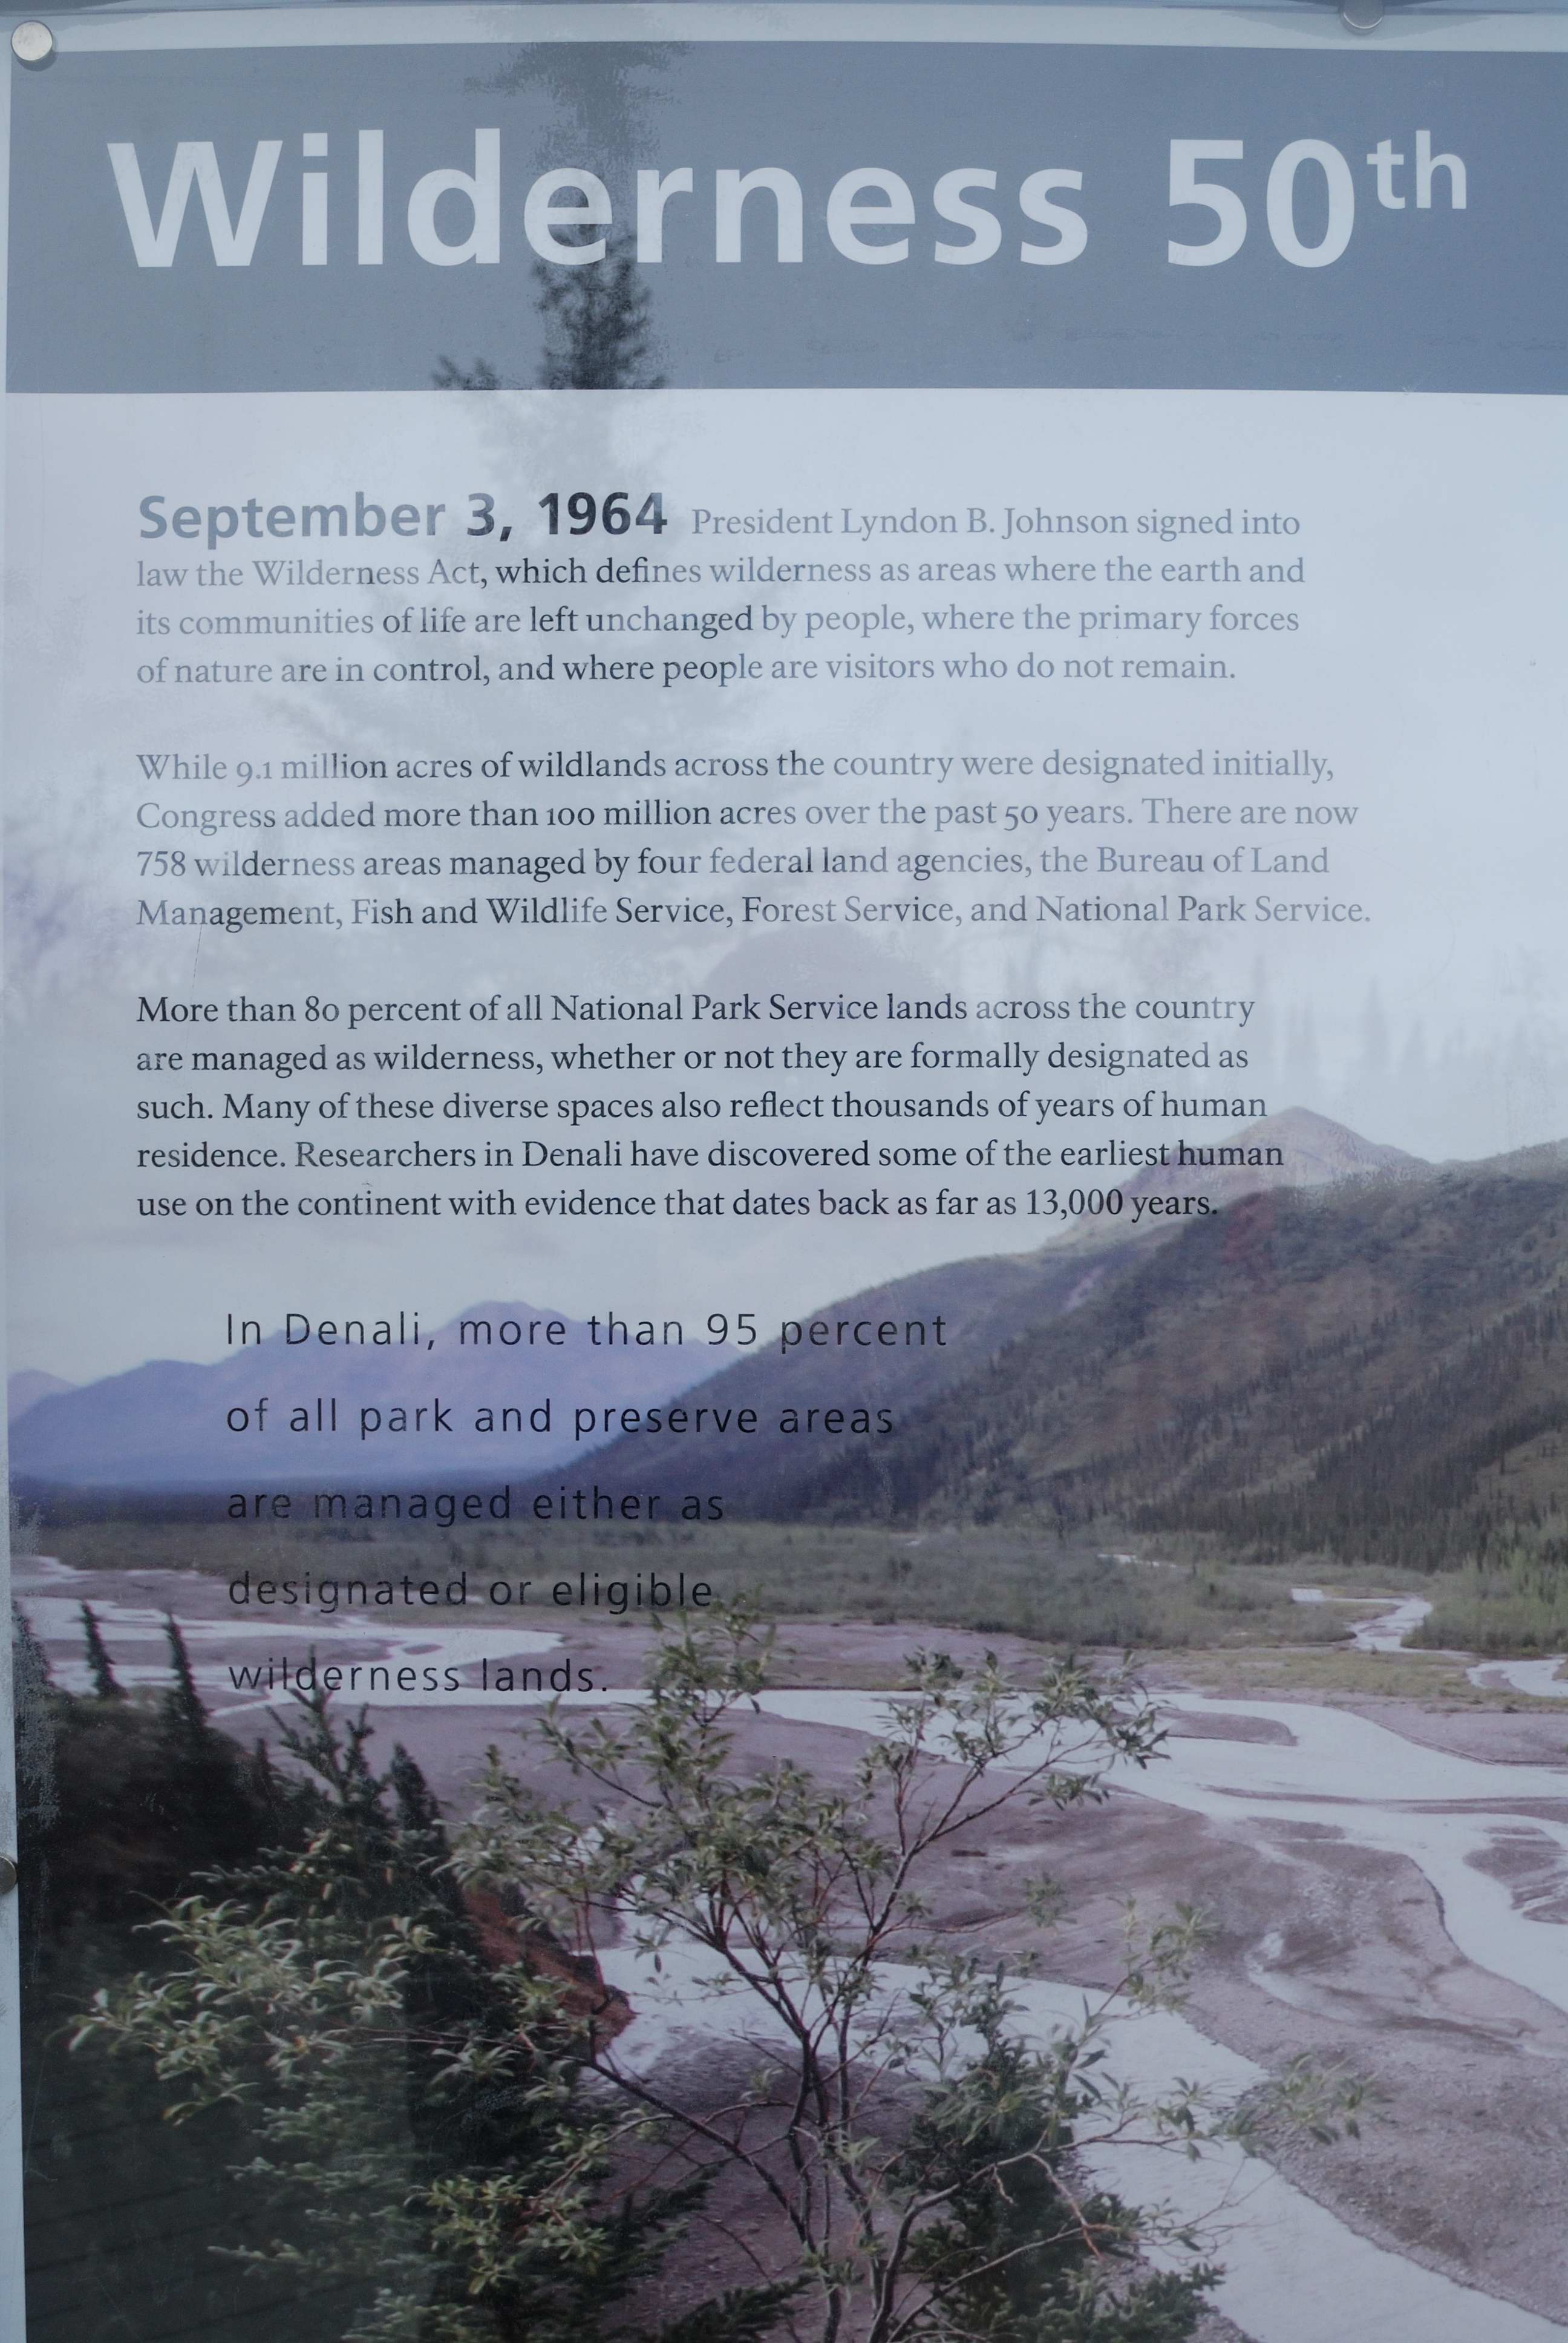 Wilderness 50th
September 3, 1964 President Lyndon B. Johnson signed into
law the Wilderness Act, which defines wilderness as areas where the earth and
its communities of life are left unchanged by people, where the primary forces
of nature are in control, and where people are visitors who do not remain.
While 9.1 million acres of wildlands across the country were designated initially,
Congress added more than 100 million acres over the past 50 years. There are now
758 wilderness areas managed by four federal land agencies, the Bureau of Land
Management, Fish and Wildlife Service, Forest Service, and National Park Service.
More than 80 percent of all National Park Service lands across the country
are managed as wilderness, whether or not they are formally designated as
such. Many of these diverse spaces also reflect thousands of years of human
residence. Researchers in Denali have discovered some of the earliest human
use on the continent with evidence that dates back as far as 13,000 years.
In Denali, more than 95 percent
of all park and preserve areas
are managed either as
designated or eligible
wilderness lands.